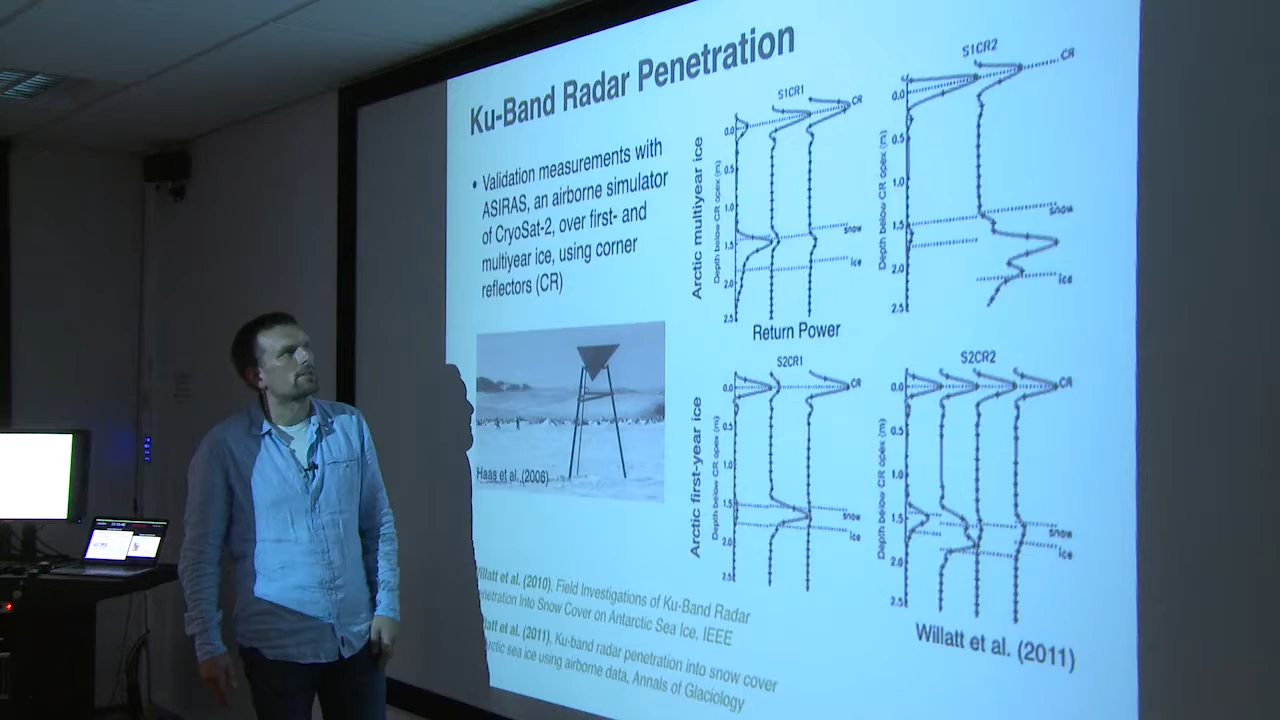 Ku-Band Radar Penetration
• Validation measurements with
ASIRAS, an airborne simulator
of CryoSat-2, over first- and
multiyear ice, using corner
reflectors (CR)
Haas et al. (2006)
Arctic multiyear ice
Depth below CR apex (m)
S1CR1
CR
0.0
0.5
1.0
1.5
2.0
2.5
snow
ice
S1CR2
CR
Depth below CR apex (m)
0.0
0.5
1.0
1.5
2.0
2.5
snow
ice
Return Power
Arctic first-year ice
Depth below CR apex (m)
S2CR1
CR
0.0
0.5
1.0
1.5
2.0
2.5
snow
ice
S2CR2
CR
Depth below CR apex (m)
0.0
0.5
1.0
1.5
2.0
2.5
snow
ice
Willatt et al. (2011)
illatt et al. (2010), Field Investigations of Ku-Band Radar
enetration Into Snow Cover on Antarctic Sea Ice, IEEE
latt et al. (2011), Ku-band radar penetration into snow cover
sea ice using airborne data, Annals of Glaciology